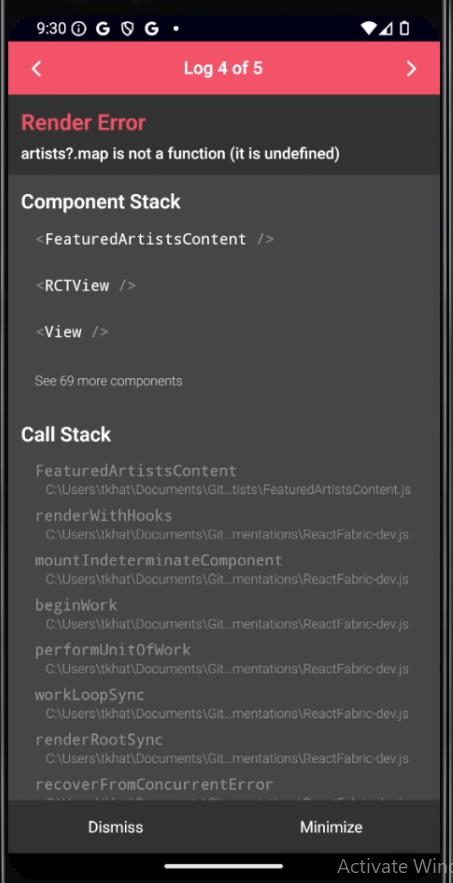 9:30
Log 4 of 5
Render Error
artists?.map is not a function (it is undefined)
Component Stack
<FeaturedArtistsContent />
<RCTView />
<View />
See 69 more components
Call Stack
FeaturedArtistsContent
C:\Users\tkhat\Documents\Git...tists\FeaturedArtistsContent.js
renderWithHooks
C:\Users\tkhat\Documents\Git...mentations\ReactFabric-dev.js
mountIndeterminateComponent
C:\Users\tkhat\Documents\Git...mentations\ReactFabric-dev.js
beginWork
C:\Users\tkhat\Documents\Git...mentations\ReactFabric-dev.js
performUnitOfWork
C:\Users\tkhat\Documents\Git...mentations\ReactFabric-dev.js
workLoopSync
C:\Users\tkhat\Documents\Git...mentations\ReactFabric-dev.js
renderRootSync
C:\Users\tkhat\Documents\Git...mentations\ReactFabric-dev.js
recoverFromConcurrentError
Dismiss
Minimize
Activate Win